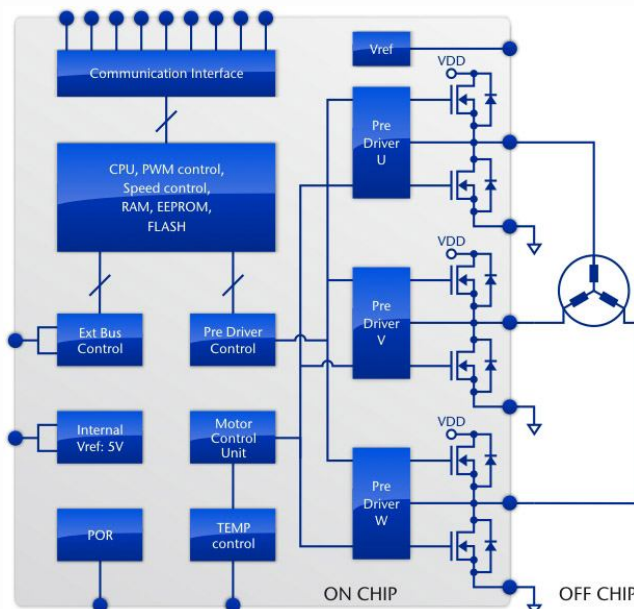 Communication Interface
Vref
VDD
CPU, PWM control,
Speed control,
RAM, EEPROM,
FLASH
Pre
Driver
U
VDD
Ext Bus
Control
Pre Driver
Control
Pre
Driver
V
Internal
Vref: 5V
Motor
Control
Unit
VDD
Pre
Driver
W
POR
TEMP
control
ON CHIP
OFF CHIP